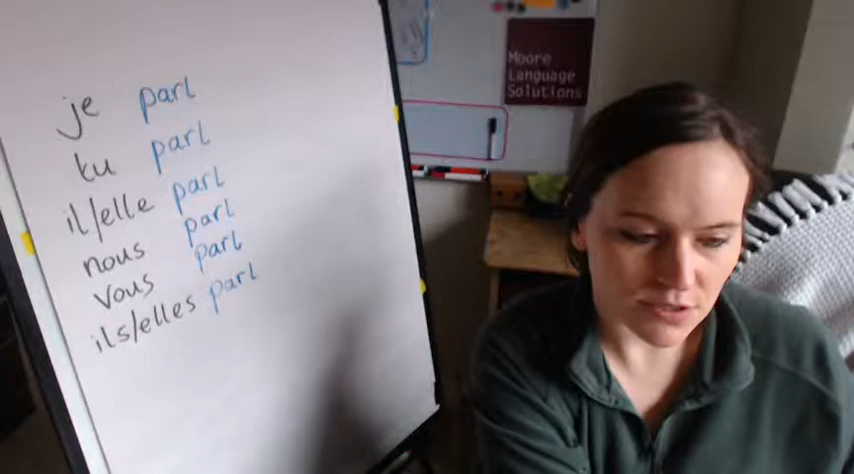 je parl
tu parl
il/elle parl
nous parl
vous parl
ils/elles parl
Moore
Language
Solutions